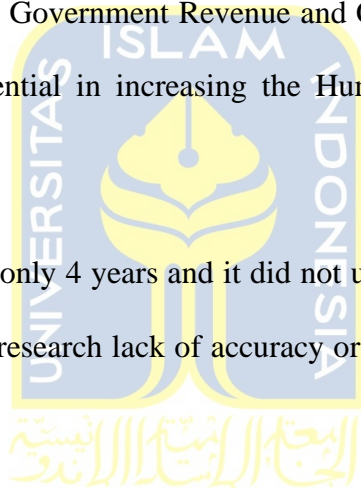 Government Revenue and
ISLAM
ential in increasing the
UNIVERSITAS
INDONESIA
only 4 years and it did not
research lack of accuracy or